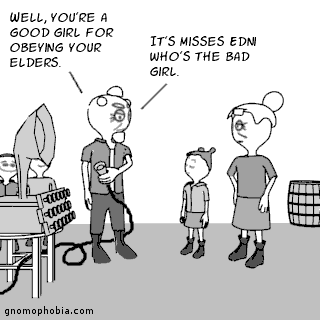 WELL, YOU'RE A
GOOD GIRL FOR
OBEYING YOUR
ELDERS.
IT'S MISSES EDNI
WHO'S THE BAD
GIRL.
gnomophobia.com